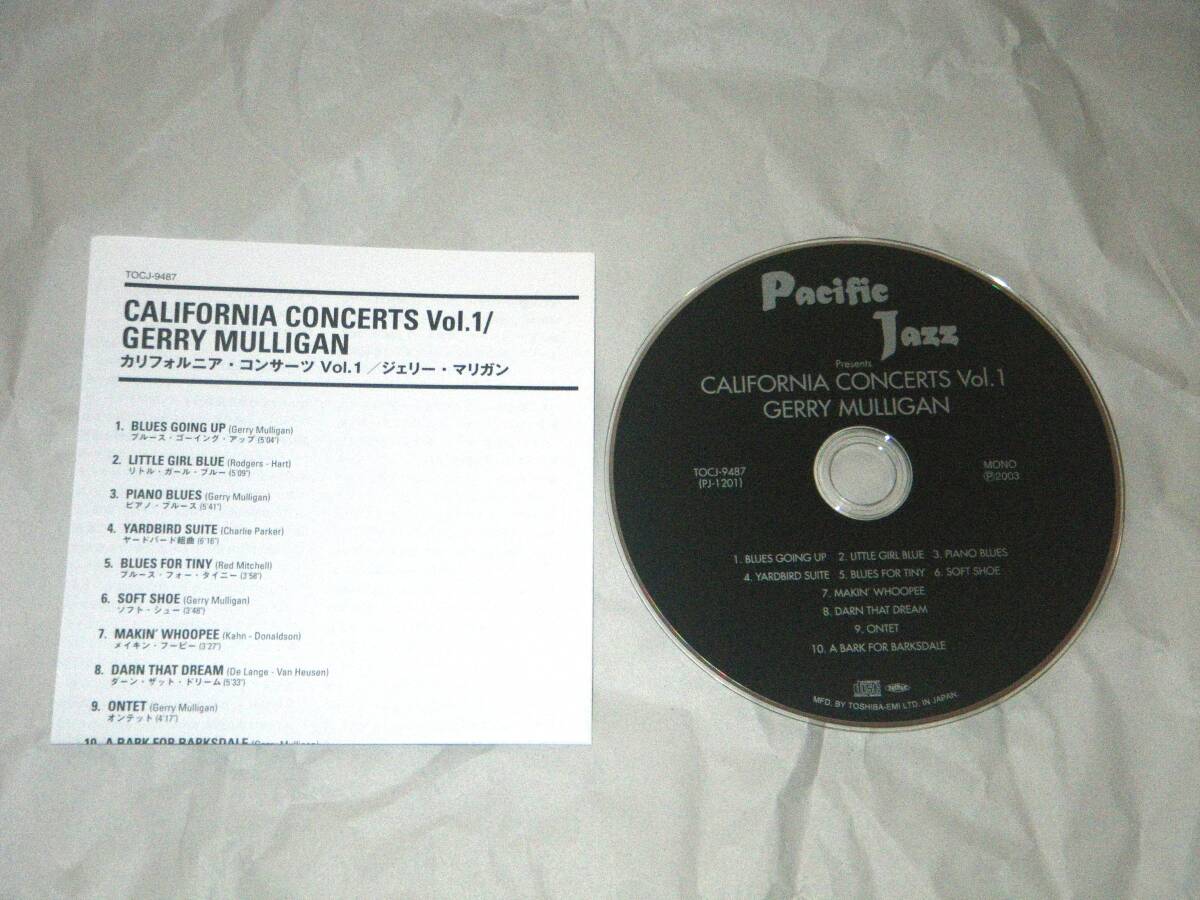 TOCJ-9487
CALIFORNIA CONCERTS Vol.1/
GERRY MULLIGAN
カリフォルニア・コンサーツ Vol.1／ジェリー・マリガン
1. BLUES GOING UP (Gerry Mulligan)
ブルース・ゴーイング・アップ (5'04")
2. LITTLE GIRL BLUE (Rodgers - Hart)
リトル・ガール・ブルー (5'09")
3. PIANO BLUES (Gerry Mulligan)
ピアノ・ブルース (5'41")
4. YARDBIRD SUITE (Charlie Parker)
ヤードバード組曲 (6'16")
5. BLUES FOR TINY (Red Mitchell)
ブルース・フォー・タイニー (3'58")
6. SOFT SHOE (Gerry Mulligan)
ソフト・シュー (3'48")
7. MAKIN' WHOOPEE (Kahn - Donaldson)
メイキン・フーピー (3'27")
8. DARN THAT DREAM (De Lange - Van Heusen)
ダーン・ザット・ドリーム (5'33")
9. ONTET (Gerry Mulligan)
オンテット (4'17")
10. A BARK FOR BARKSDALE (Gerry Mulligan)
Pacific
Jazz
Presents
CALIFORNIA CONCERTS Vol.1
GERRY MULLIGAN
TOCJ-9487
(PJ-1201)
MONO
Ⓟ2003
1. BLUES GOING UP 2. LITTLE GIRL BLUE 3. PIANO BLUES
4. YARDBIRD SUITE 5. BLUES FOR TINY 6. SOFT SHOE
7. MAKIN' WHOOPEE
8. DARN THAT DREAM
9. ONTET
10. A BARK FOR BARKSDALE
MFD. BY TOSHIBA-EMI LTD. IN JAPAN.